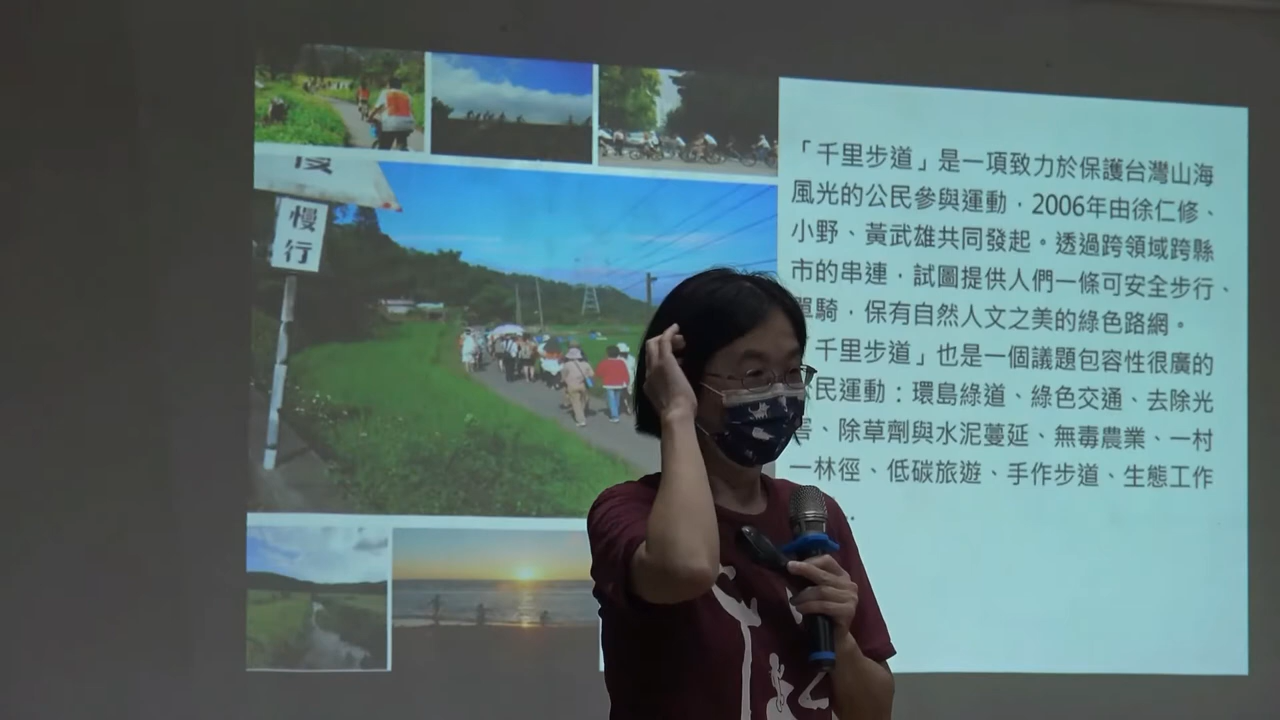 慢
行
「千里步道」是一項致力於保護台灣山海
風光的公民參與運動，2006年由徐仁修、
小野、黃武雄共同發起。透過跨領域跨縣
市的串連，試圖提供人們一條可安全步行、
單騎，保有自然人文之美的綠色路網。
「千里步道」也是一個議題包容性很廣的
民運動：環島綠道、綠色交通、去除光
害、除草劑與水泥蔓延、無毒農業、一村
一林徑、低碳旅遊、手作步道、生態工作